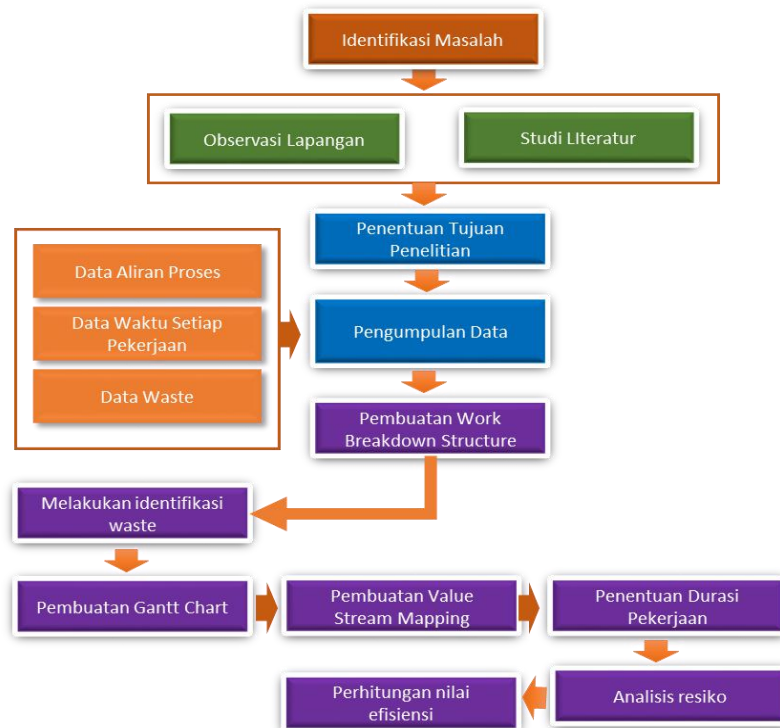 Identifikasi Masalah
Observasi Lapangan
Studi LIteratur
Penentuan Tujuan
Penelitian
Data Aliran Proses
Data Waktu Setiap
Pekerjaan
Data Waste
Pengumpulan Data
Pembuatan Work
Breakdown Structure
Melakukan identifikasi
waste
Pembuatan Gantt Chart
Pembuatan Value
Stream Mapping
Penentuan Durasi
Pekerjaan
Analisis resiko
Perhitungan nilai
efisiensi